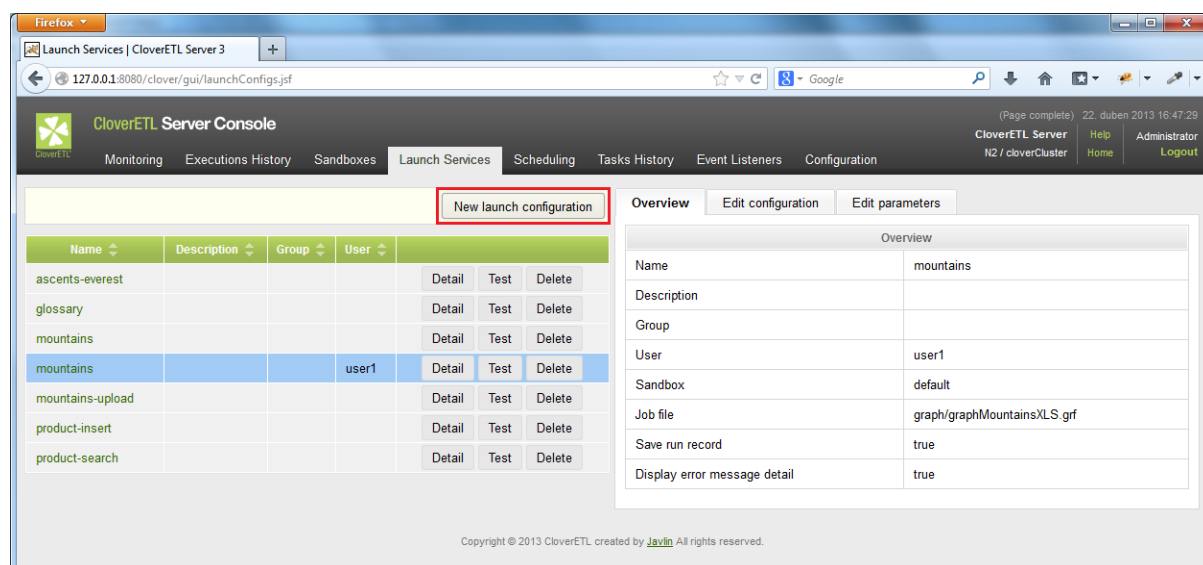 Firefox
Launch Services | CloverETL Server 3
127.0.0.1:8080/clover/gui/launchConfigs.jsf
Google
CloverETL
CloverETL Server Console
(Page complete) 22. duben 2013 16:47:29
CloverETL Server Help Administrator
N2 / cloverCluster Home Logout
Monitoring Executions History Sandboxes Launch Services Scheduling Tasks History Event Listeners Configuration
New launch configuration
Name Description Group User
ascents-everest Detail Test Delete
glossary Detail Test Delete
mountains Detail Test Delete
mountains user1 Detail Test Delete
mountains-upload Detail Test Delete
product-insert Detail Test Delete
product-search Detail Test Delete
Overview Edit configuration Edit parameters
Overview
Name mountains
Description
Group
User user1
Sandbox default
Job file graph/graphMountainsXLS.grf
Save run record true
Display error message detail true
Copyright © 2013 CloverETL created by Javlin All rights reserved.